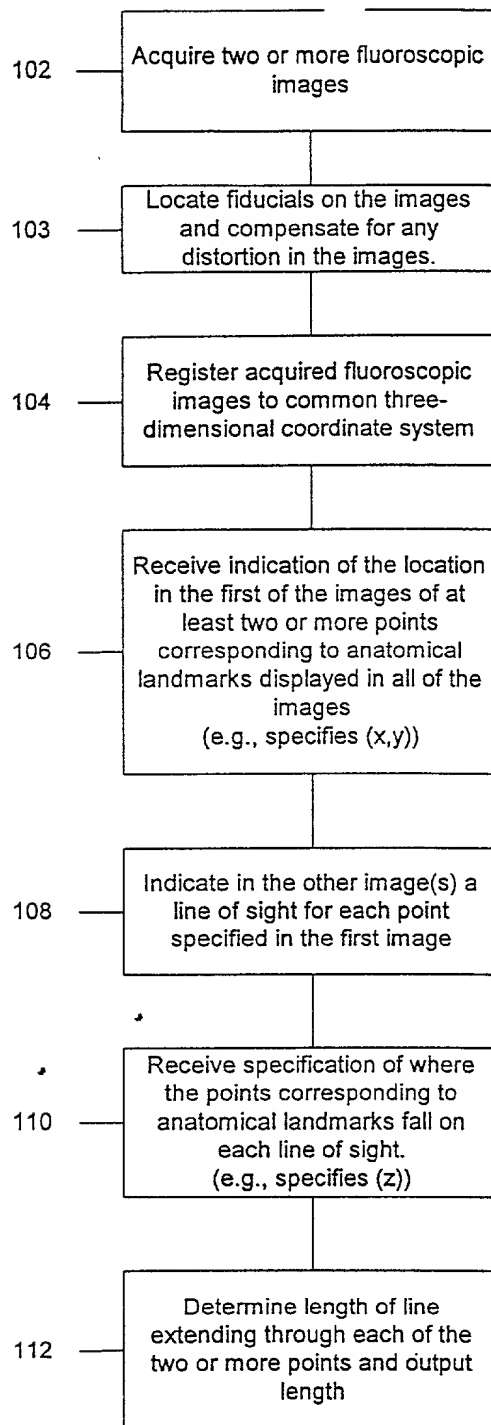 102
Acquire two or more fluoroscopic
images
103
Locate fiducials on the images
and compensate for any
distortion in the images.
104
Register acquired fluoroscopic
images to common three-
dimensional coordinate system
106
Receive indication of the location
in the first of the images of at
least two or more points
corresponding to anatomical
landmarks displayed in all of the
images
(e.g., specifies (x,y))
108
Indicate in the other image(s) a
line of sight for each point
specified in the first image
110
Receive specification of where
the points corresponding to
anatomical landmarks fall on
each line of sight.
(e.g., specifies (z))
112
Determine length of line
extending through each of the
two or more points and output
length